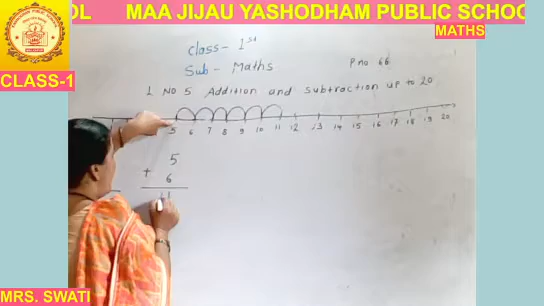 OL MAA JIJAU YASHODHAM PUBLIC SCHOO
MATHS
CLASS-1
Class- 1st
Sub- Maths
P no 66
L NO 5 Addition and subtraction up to 20
5 6 7 8 9 10 11 12 13 14 15 16 17 18 19 20
5
+ 6
11
MRS. SWATI